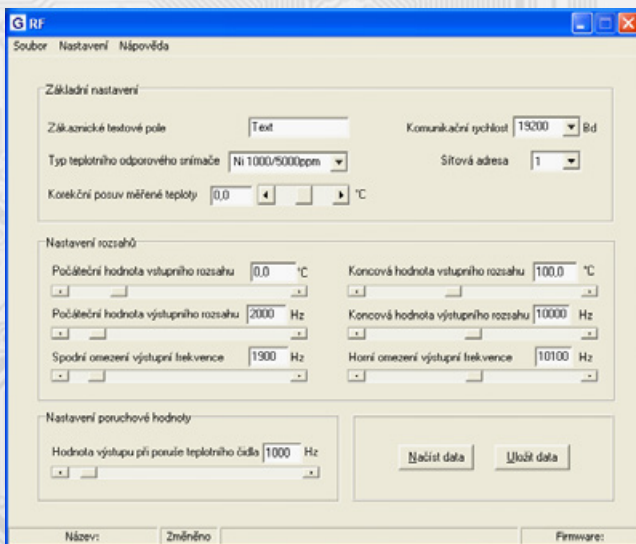 G RF
Soubor Nastavení Nápověda
Základní nastavení
Zákaznické textové pole Text Komunikační rychlost 19200 Bd
Typ teplotního odporového snímače Ni 1000/5000ppm Síťová adresa 1
Korekční posuv měřené teploty 0,0 °C
Nastavení rozsahů
Počáteční hodnota vstupního rozsahu 0,0 °C Koncová hodnota vstupního rozsahu 100,0 °C
Počáteční hodnota výstupního rozsahu 2000 Hz Koncová hodnota výstupního rozsahu 10000 Hz
Spodní omezení výstupní frekvence 1900 Hz Horní omezení výstupní frekvence 10100 Hz
Nastavení poruchové hodnoty
Hodnota výstupu při poruše teplotního čidla 1000 Hz
Načíst data Uložit data
Název: Změněno Firmware: